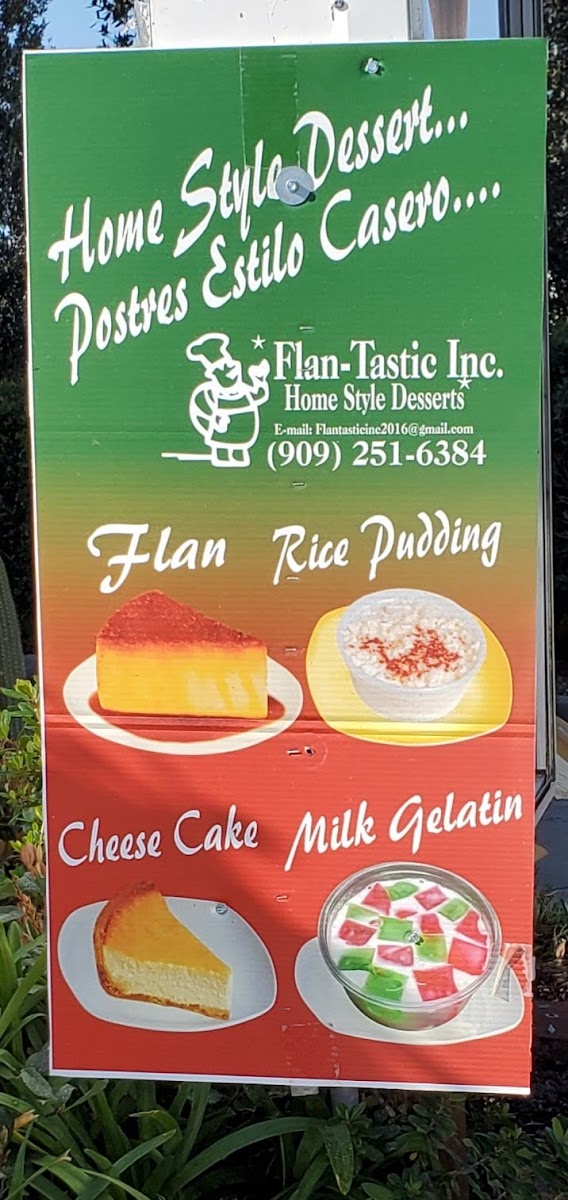 Home Style Dessert...
Postres Estilo Casero....
Flan-Tastic Inc.
Home Style Desserts
E-mail: Flantasticinc2016@gmail.com
(909) 251-6384
Flan Rice Pudding
Cheese Cake Milk Gelatin